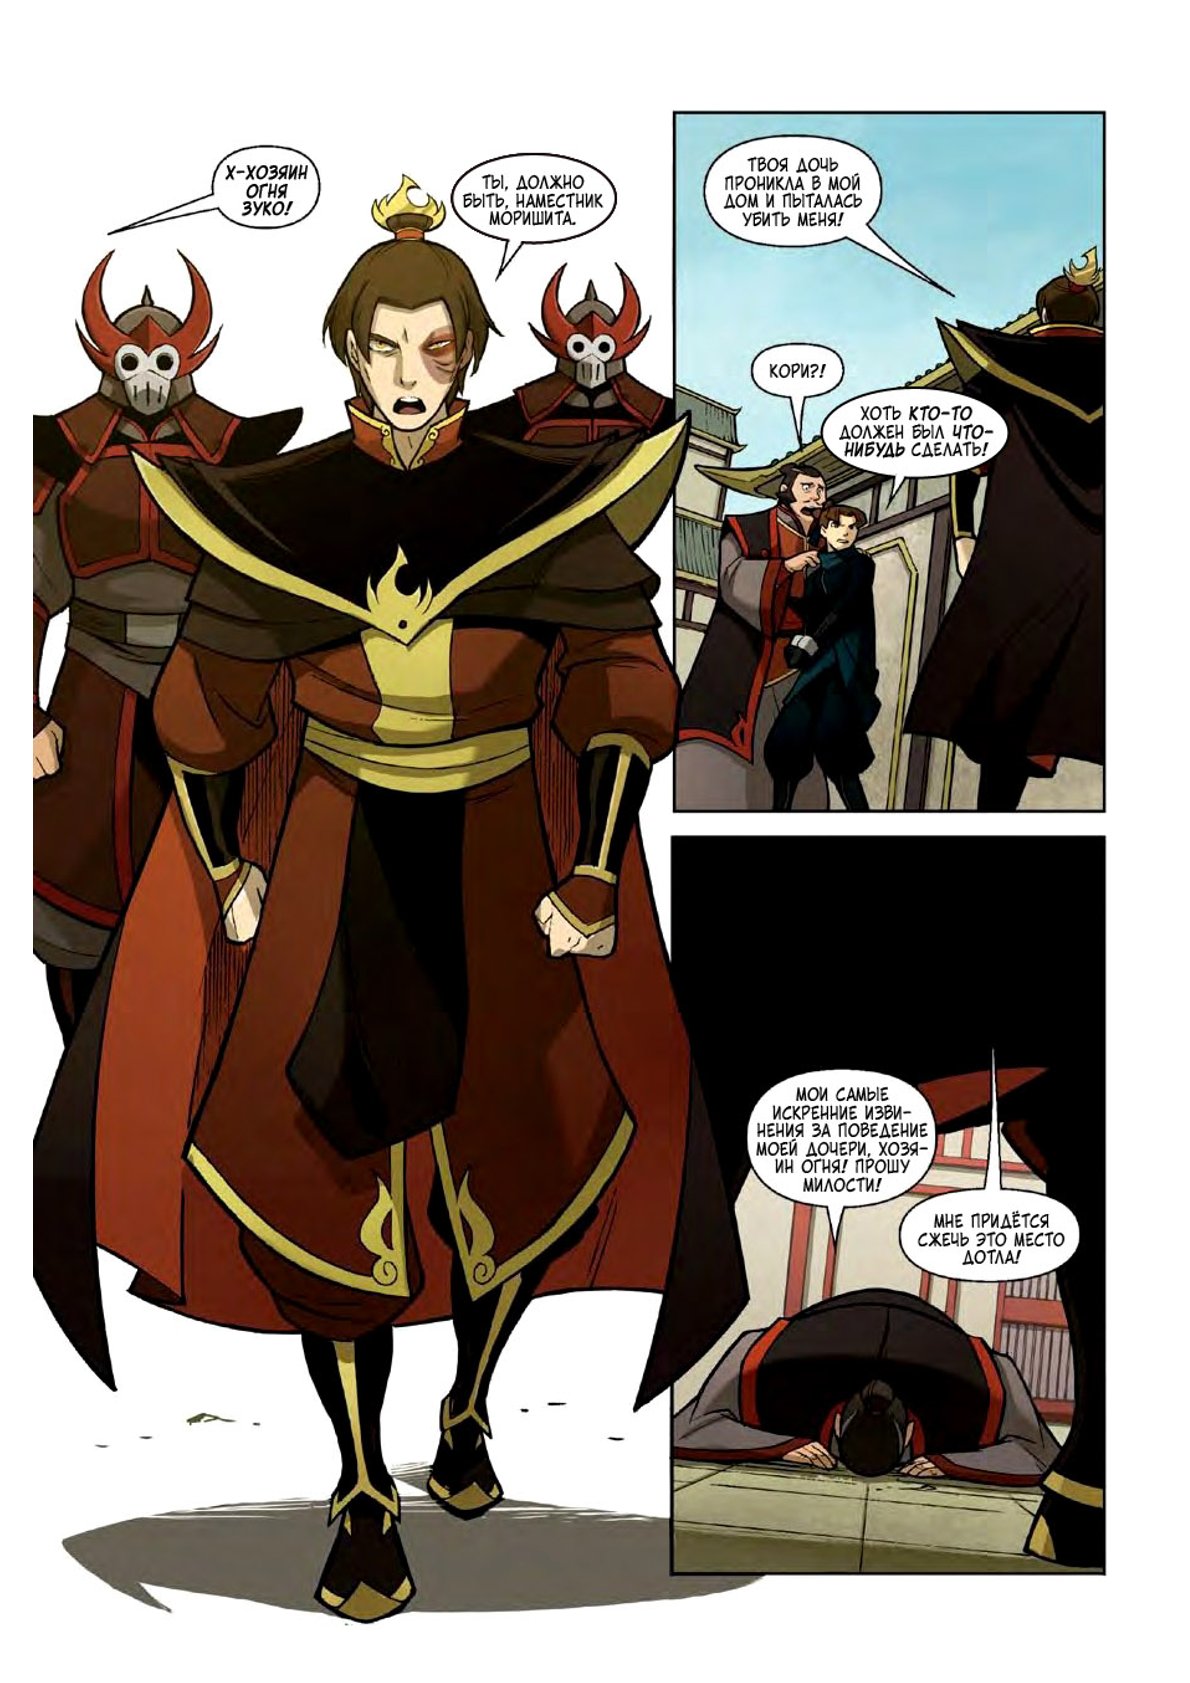 Х-ХОЗЯИН
ОГНЯ
ЗУКО!
ТЫ, ДОЛЖНО
БЫТЬ, НАМЕСТНИК
МОРИШИТА.
ТВОЯ ДОЧЬ
ПРОНИКЛА В МОЙ
ДОМ И ПЫТАЛАСЬ
УБИТЬ МЕНЯ!
КОРИ?!
ХОТЬ КТО-ТО
ДОЛЖЕН БЫЛ ЧТО-
НИБУДЬ СДЕЛАТЬ!
МОИ САМЫЕ
ИСКРЕННИЕ ИЗВИ-
НЕНИЯ ЗА ПОВЕДЕНИЕ
МОЕЙ ДОЧЕРИ, ХОЗЯ-
ИН ОГНЯ! ПРОШУ
МИЛОСТИ!
МНЕ ПРИДЁТСЯ
СЖЕЧЬ ЭТО МЕСТО
ДОТЛА!